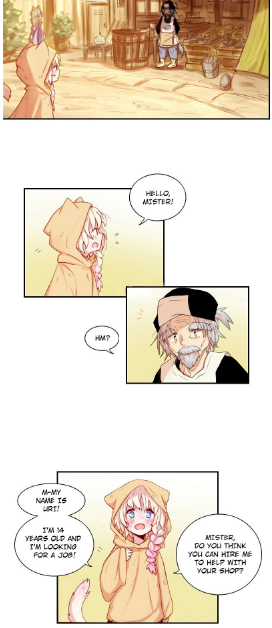 HELLO,
MISTER!
HM?
M-MY
NAME IS
URI!
I'M 14
YEARS OLD AND
I'M LOOKING
FOR A JOB!
MISTER,
DO YOU THINK
YOU CAN HIRE ME
TO HELP WITH
YOUR SHOP?